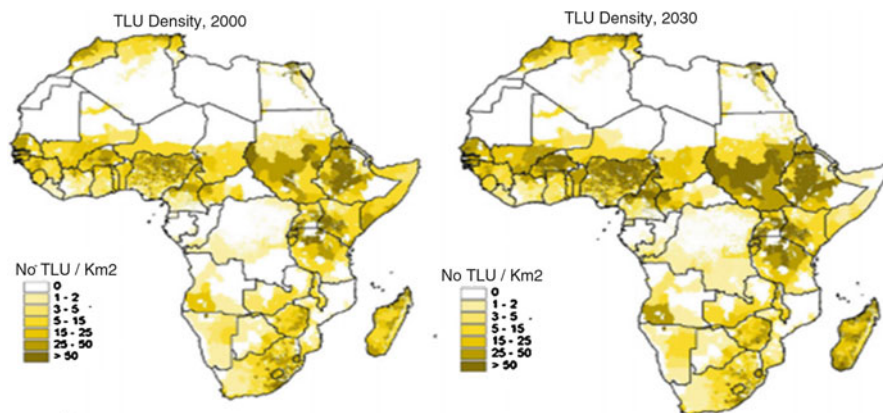 TLU Density, 2000
No TLU / Km2
0
1 - 2
3 - 5
5 - 15
15 - 25
25 - 50
> 50
TLU Density, 2030
No TLU / Km2
0
1 - 2
3 - 5
5 - 15
15 - 25
25 - 50
> 50